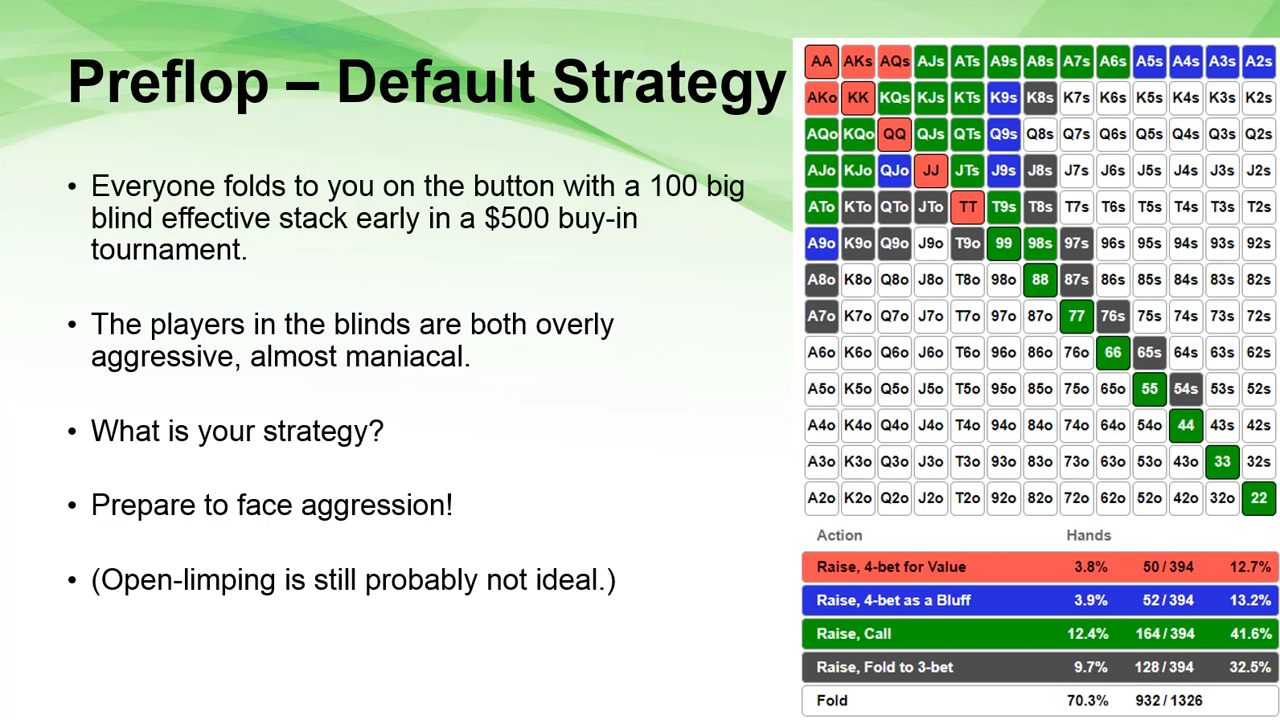 Preflop – Default Strategy
• Everyone folds to you on the button with a 100 big
blind effective stack early in a $500 buy-in
tournament.
• The players in the blinds are both overly
aggressive, almost maniacal.
• What is your strategy?
• Prepare to face aggression!
• (Open-limping is still probably not ideal.)
AA AKs AQs AJs ATs A9s A8s A7s A6s A5s A4s A3s A2s
AKo KK KQs KJs KTs K9s K8s K7s K6s K5s K4s K3s K2s
AQo KQo QQ QJs QTs Q9s Q8s Q7s Q6s Q5s Q4s Q3s Q2s
AJo KJo QJo JJ JTs J9s J8s J7s J6s J5s J4s J3s J2s
ATo KTo QTo JTo TT T9s T8s T7s T6s T5s T4s T3s T2s
A9o K9o Q9o J9o T9o 99 98s 97s 96s 95s 94s 93s 92s
A8o K8o Q8o J8o T8o 98o 88 87s 86s 85s 84s 83s 82s
A7o K7o Q7o J7o T7o 97o 87o 77 76s 75s 74s 73s 72s
A6o K6o Q6o J6o T6o 96o 86o 76o 66 65s 64s 63s 62s
A5o K5o Q5o J5o T5o 95o 85o 75o 65o 55 54s 53s 52s
A4o K4o Q4o J4o T4o 94o 84o 74o 64o 54o 44 43s 42s
A3o K3o Q3o J3o T3o 93o 83o 73o 63o 53o 43o 33 32s
A2o K2o Q2o J2o T2o 92o 82o 72o 62o 52o 42o 32o 22
Action Hands
Raise, 4-bet for Value 3.8% 50 / 394 12.7%
Raise, 4-bet as a Bluff 3.9% 52 / 394 13.2%
Raise, Call 12.4% 164 / 394 41.6%
Raise, Fold to 3-bet 9.7% 128 / 394 32.5%
Fold 70.3% 932 / 1326